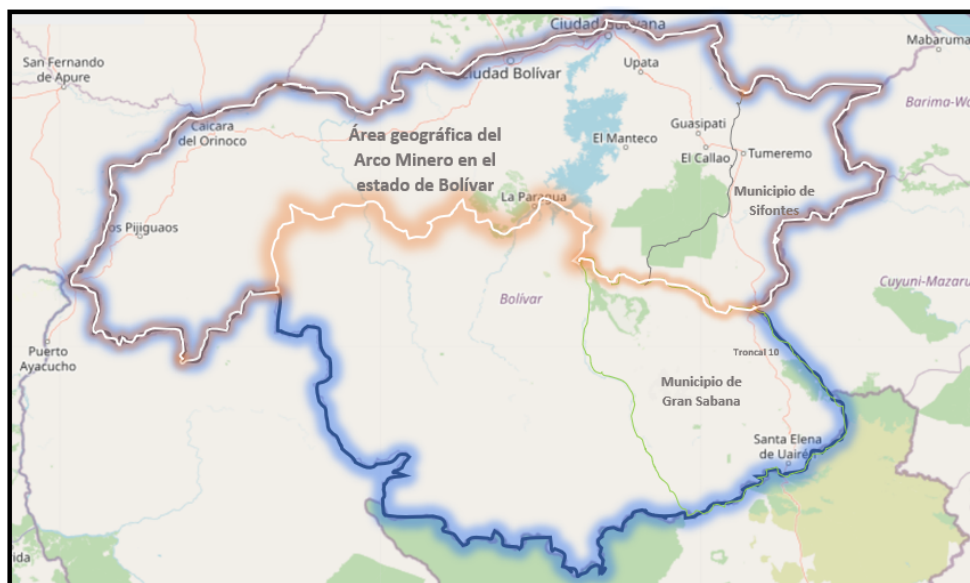 Ciudad Guayana
Mabaruma
San Fernando
de Apure
Ciudad Bolívar
Upata
Barima-Wa
Caicara
del Orinoco
Área geográfica del
Arco Minero en el
estado de Bolívar
El Manteco
Guasipati
El Callao
Tumeremo
La Paragua
Municipio de
Sifontes
Los Pijiguaos
Bolívar
Cuyuni-Mazaru
Puerto
Ayacucho
Troncal 10
Municipio de
Gran Sabana
Santa Elena
de Uairén
ida